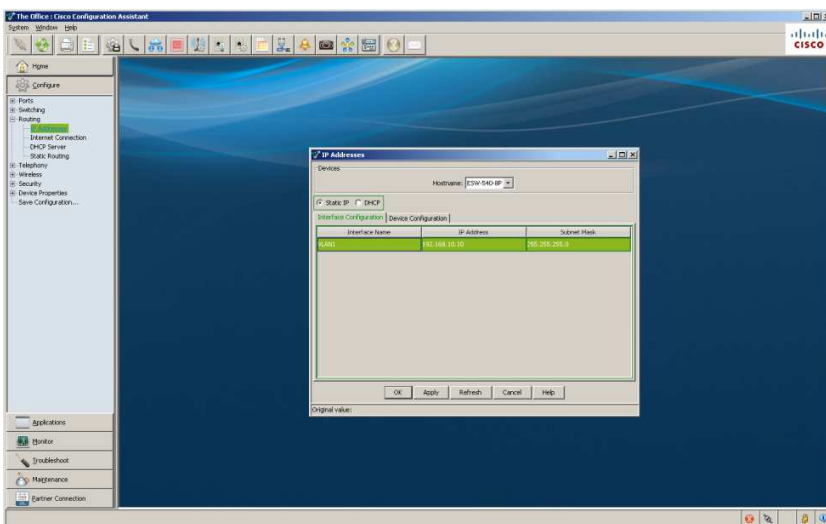 The Office : Cisco Configuration Assistant
System Window Help
CISCO
Home
Configure
Ports
Switching
Routing
IP Addresses
Internet Connection
DHCP Server
Static Routing
Telephony
Wireless
Security
Device Properties
Save Configuration...
IP Addresses
Devices
Hostname: ESW-540-8P
Static IP DHCP
Interface Configuration Device Configuration
Interface Name IP Address Subnet Mask
VLAN1 192.168.10.10 255.255.255.0
OK Apply Refresh Cancel Help
Original value:
Applications
Monitor
Troubleshoot
Maintenance
Partner Connection